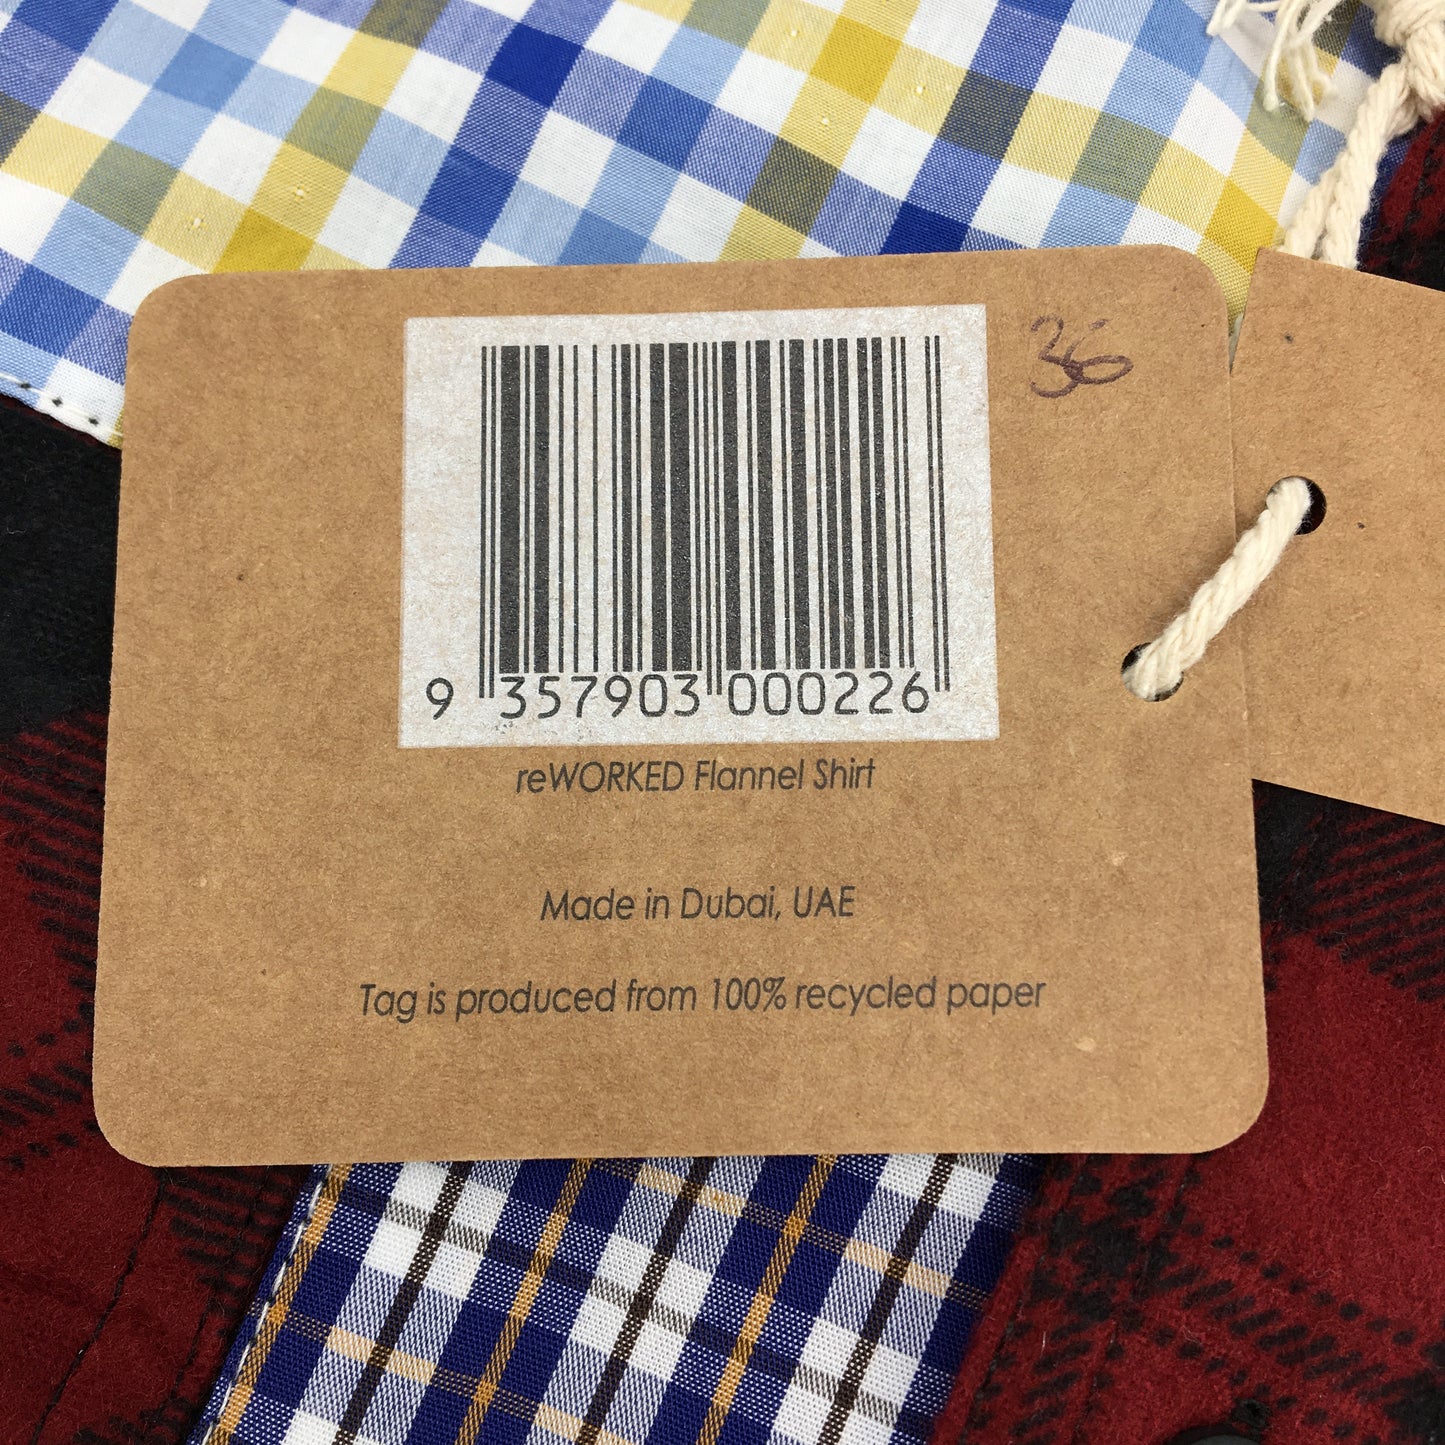 36
9 357903 000226
reWORKED Flannel Shirt
Made in Dubai, UAE
Tag is produced from 100% recycled paper